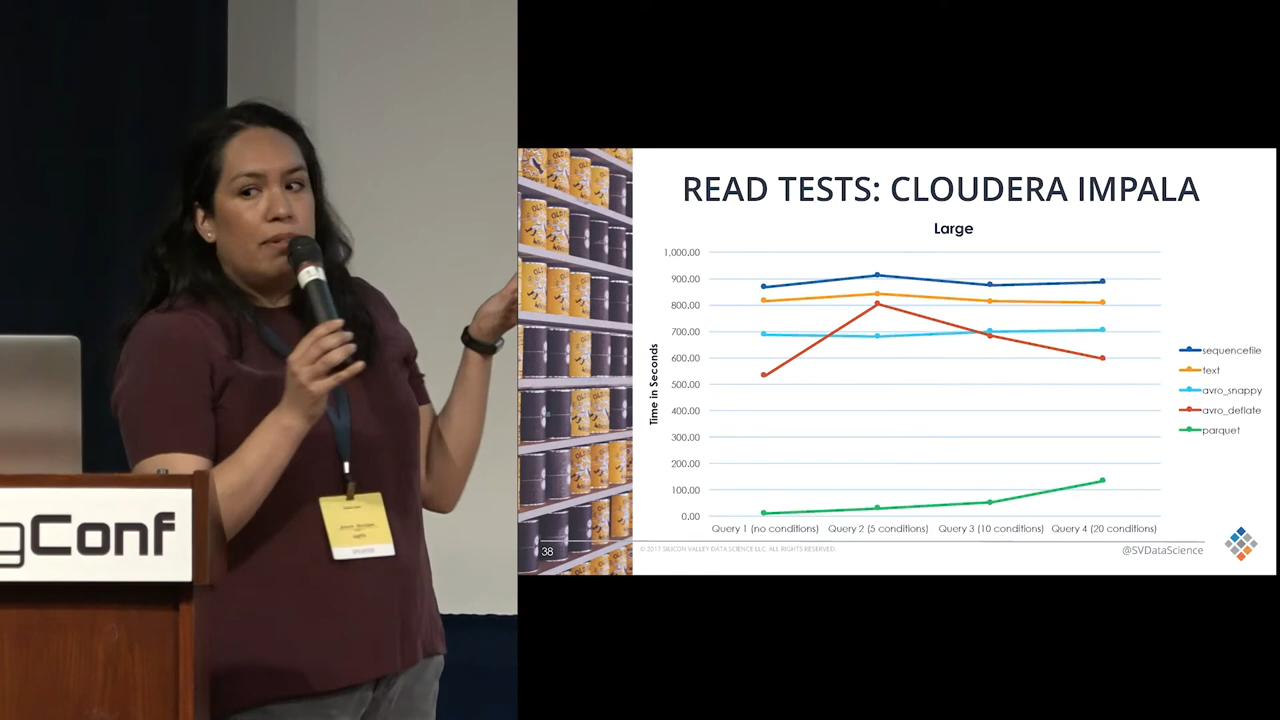 READ TESTS: CLOUDERA IMPALA
Large
1,000.00
900.00
800.00
700.00
600.00
500.00
400.00
300.00
200.00
100.00
0.00
Time in Seconds
Query 1 (no conditions) Query 2 (5 conditions) Query 3 (10 conditions) Query 4 (20 conditions)
sequencefile
text
avro_snappy
avro_deflate
parquet
38
© 2017 SILICON VALLEY DATA SCIENCE LLC. ALL RIGHTS RESERVED.
@SVDataScience
gConf